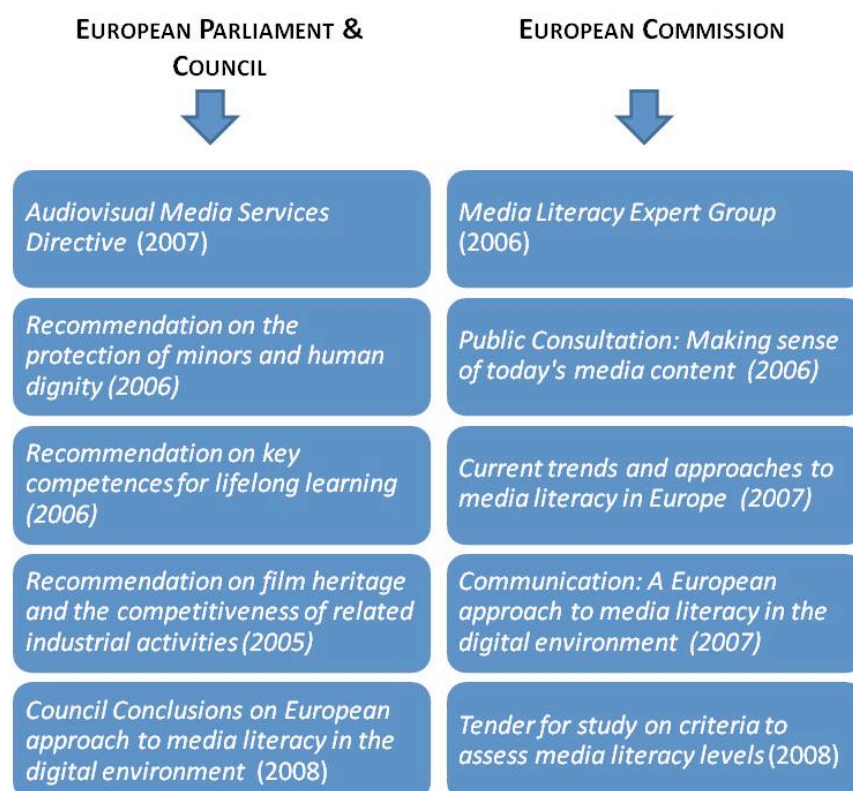 EUROPEAN PARLIAMENT &
COUNCIL
Audiovisual Media Services
Directive (2007)
Recommendation on the
protection of minors and human
dignity (2006)
Recommendation on key
competences for lifelong learning
(2006)
Recommendation on film heritage
and the competitiveness of related
industrial activities (2005)
Council Conclusions on European
approach to media literacy in the
digital environment (2008)
EUROPEAN COMMISSION
Media Literacy Expert Group
(2006)
Public Consultation: Making sense
of today's media content (2006)
Current trends and approaches to
media literacy in Europe (2007)
Communication: A European
approach to media literacy in the
digital environment (2007)
Tender for study on criteria to
assess media literacy levels (2008)